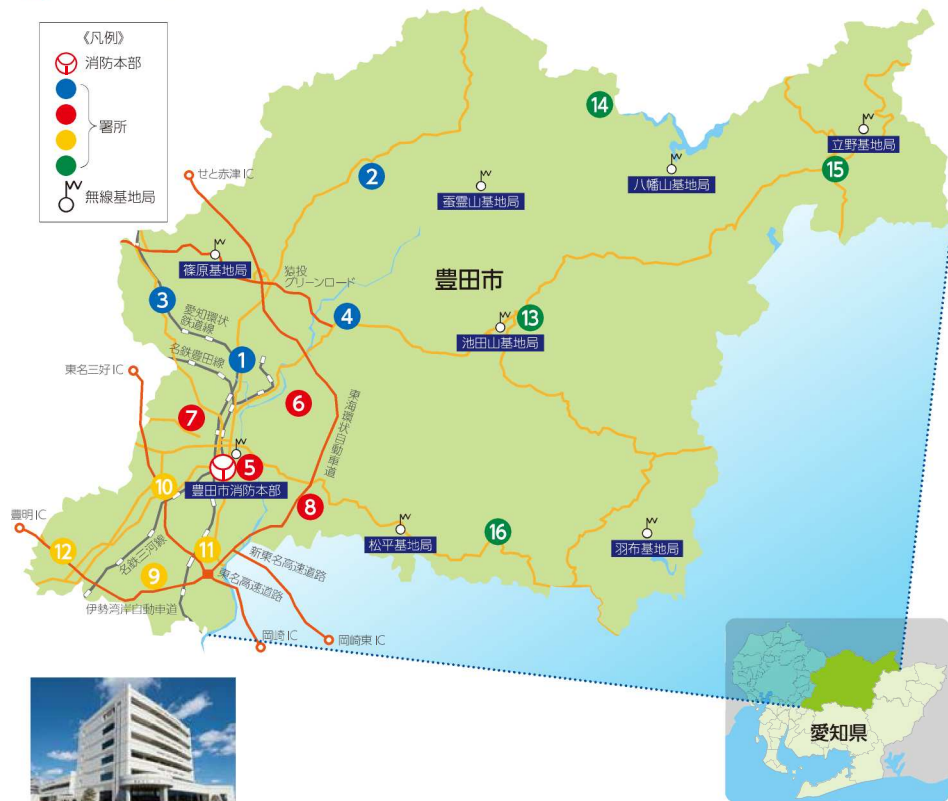 《凡例》
消防本部
署所
無線基地局
14
立野基地局
せと赤津IC
2
八幡山基地局
15
蚕霊山基地局
篠原基地局
猿投
グリーンロード
豊田市
3
愛知環状
鉄道線
4
13
池田山基地局
名鉄豊田線
1
東名三好IC
6
東海環状自動車道
7
5
豊田市消防本部
10
8
豊明IC
松平基地局
16
羽布基地局
12
名鉄三河線
11
新東名高速道路
9
東名高速道路
伊勢湾岸自動車道
岡崎IC
岡崎東IC
愛知県